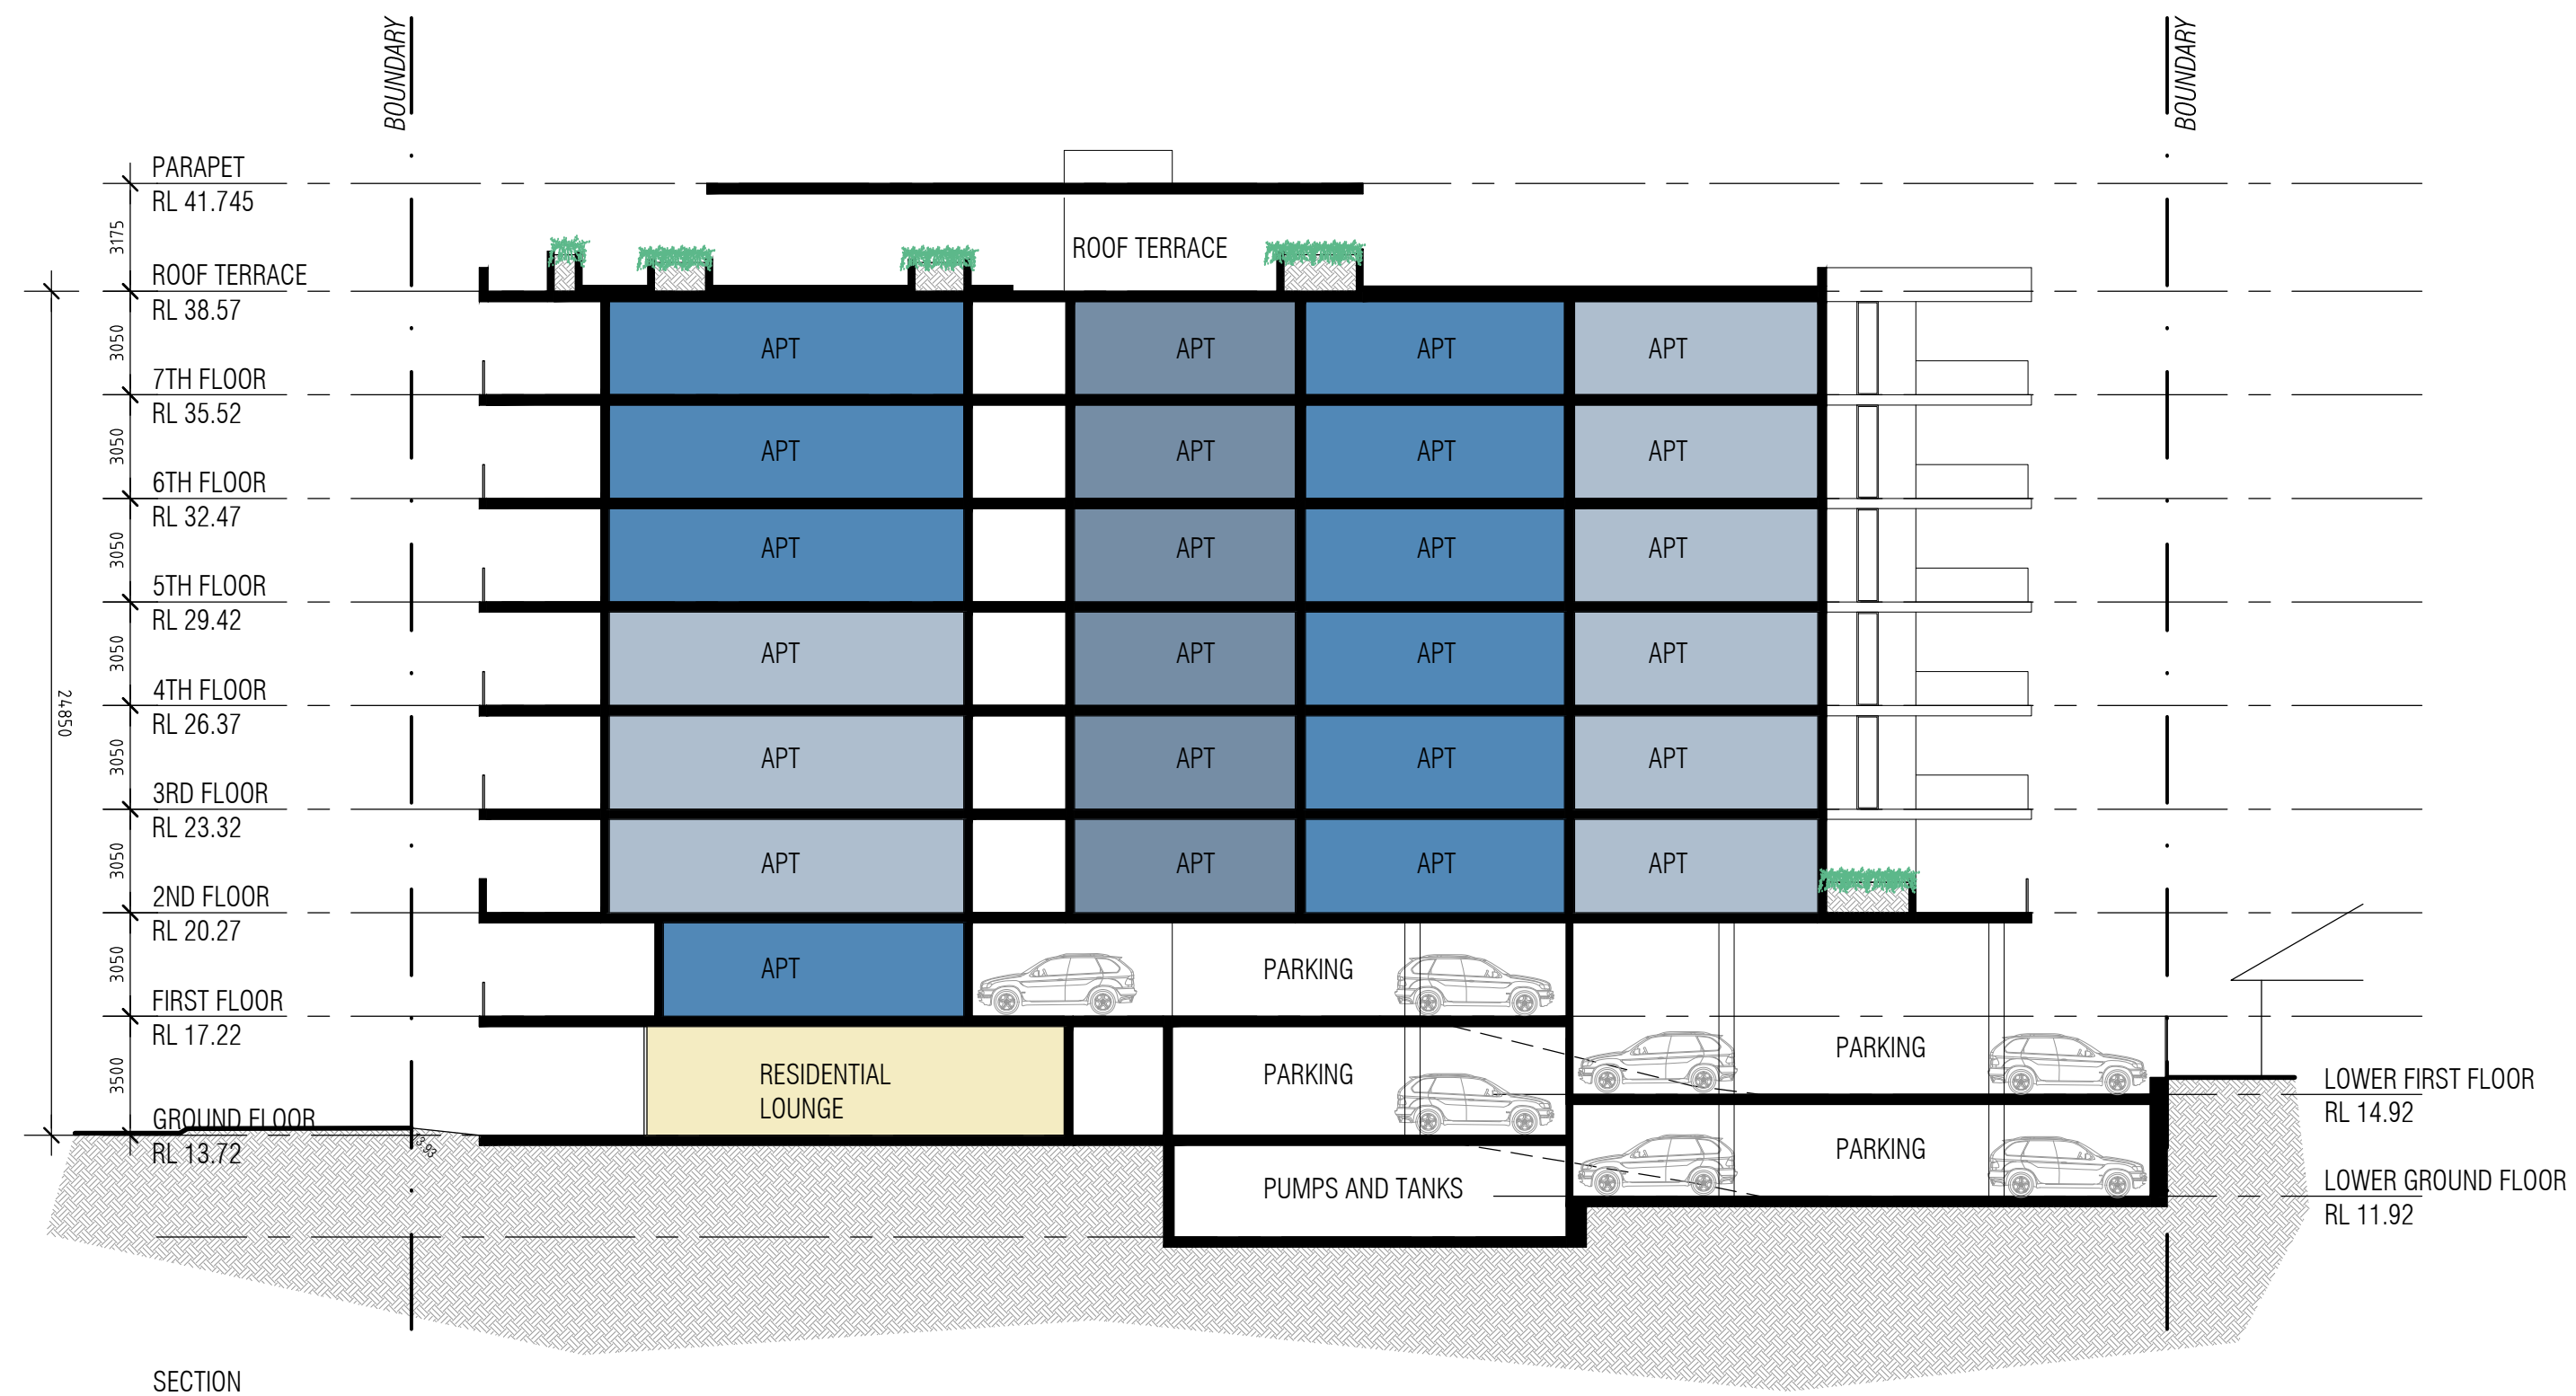 BOUNDARY
BOUNDARY
PARAPET
RL 41.745
3175
ROOF TERRACE
ROOF TERRACE
RL 38.57
3050
APT APT APT APT
7TH FLOOR
RL 35.52
3050
APT APT APT APT
6TH FLOOR
RL 32.47
3050
APT APT APT APT
5TH FLOOR
RL 29.42
3050
APT APT APT APT
4TH FLOOR
RL 26.37
24850
3050
APT APT APT APT
3RD FLOOR
RL 23.32
3050
APT APT APT APT
2ND FLOOR
RL 20.27
3050
APT PARKING
FIRST FLOOR
RL 17.22
3500
RESIDENTIAL
LOUNGE
PARKING
PARKING
LOWER FIRST FLOOR
RL 14.92
GROUND FLOOR
RL 13.72
13.93
PARKING
PUMPS AND TANKS
LOWER GROUND FLOOR
RL 11.92
SECTION